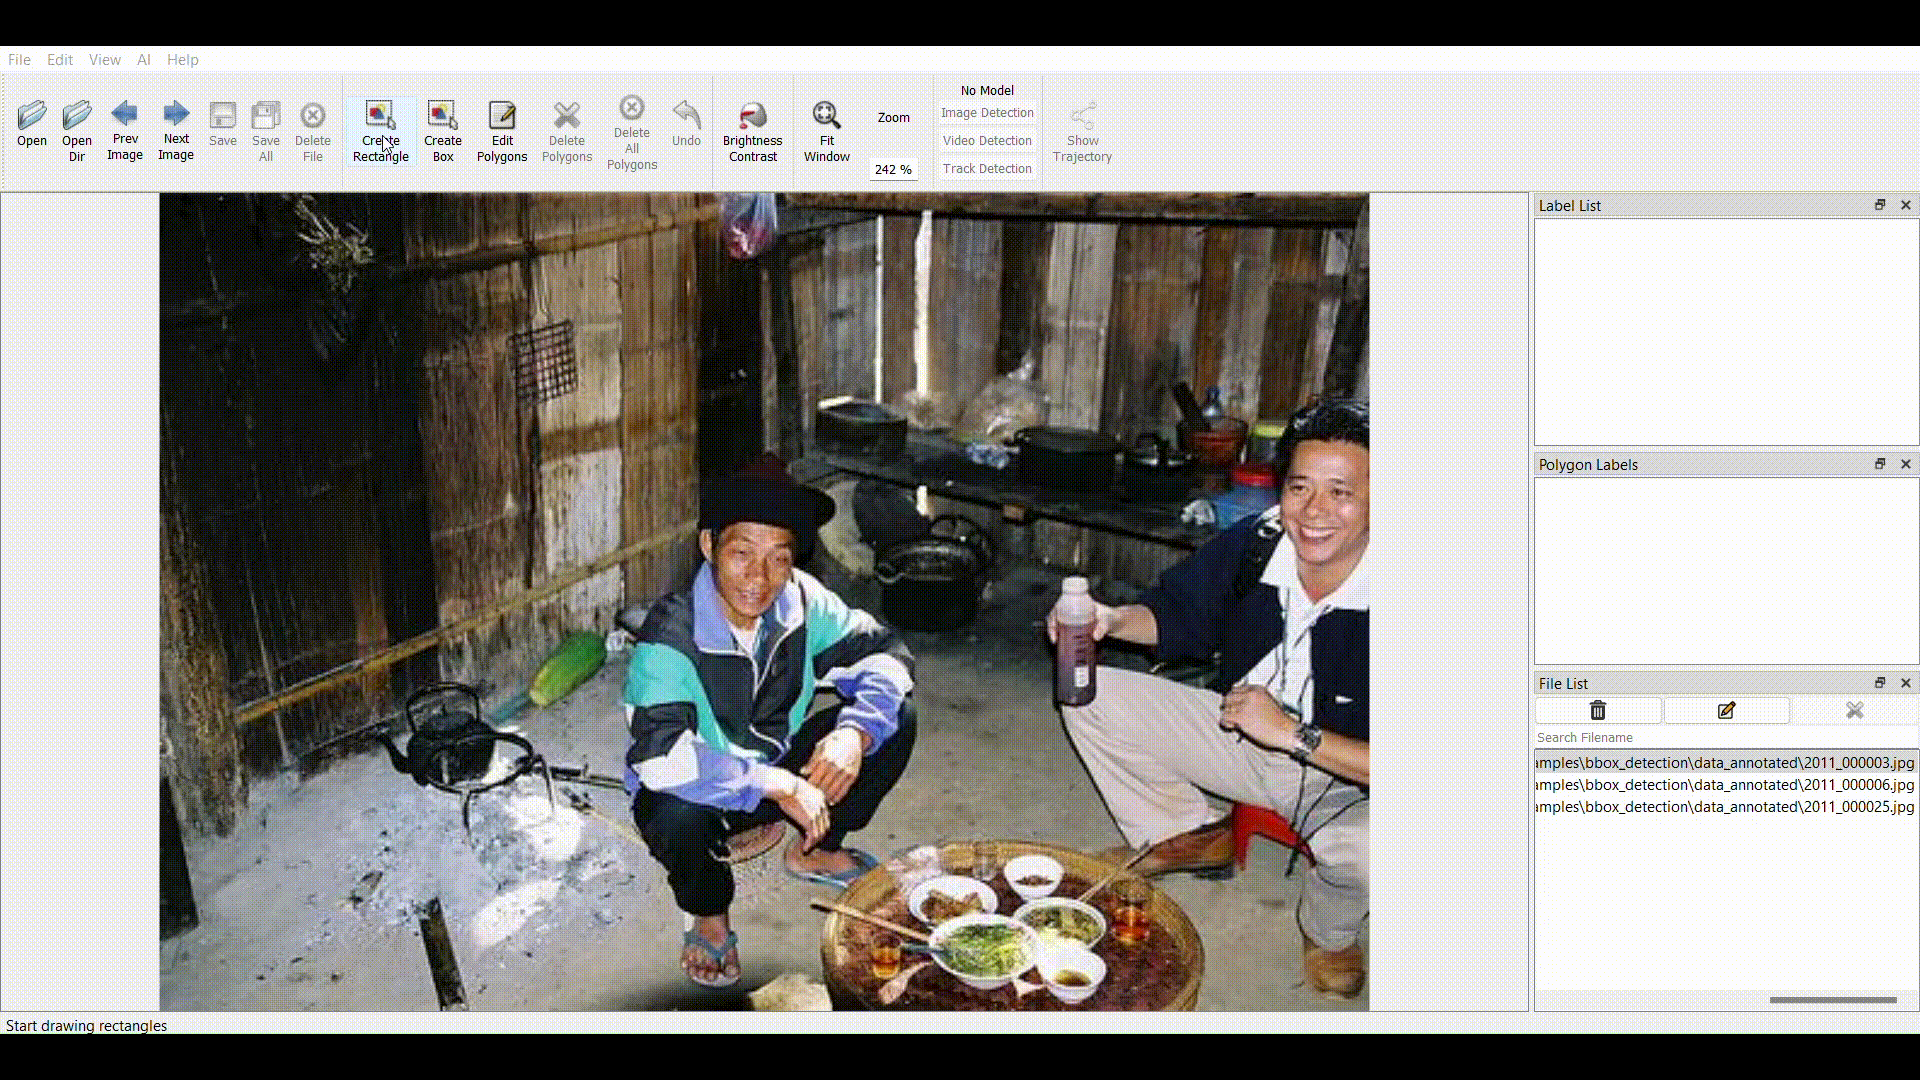 File Edit View AI Help
Open
Open Dir
Prev Image
Next Image
Save
Save All
Delete File
Create Rectangle
Create Box
Edit Polygons
Delete Polygons
Delete All Polygons
Undo
Brightness Contrast
Fit Window
Zoom
242 %
No Model
Image Detection
Video Detection
Track Detection
Show Trajectory
Label List
Polygon Labels
File List
Search Filename
amples\bbox_detection\data_annotated\2011_000003.jpg
amples\bbox_detection\data_annotated\2011_000006.jpg
amples\bbox_detection\data_annotated\2011_000025.jpg
Start drawing rectangles